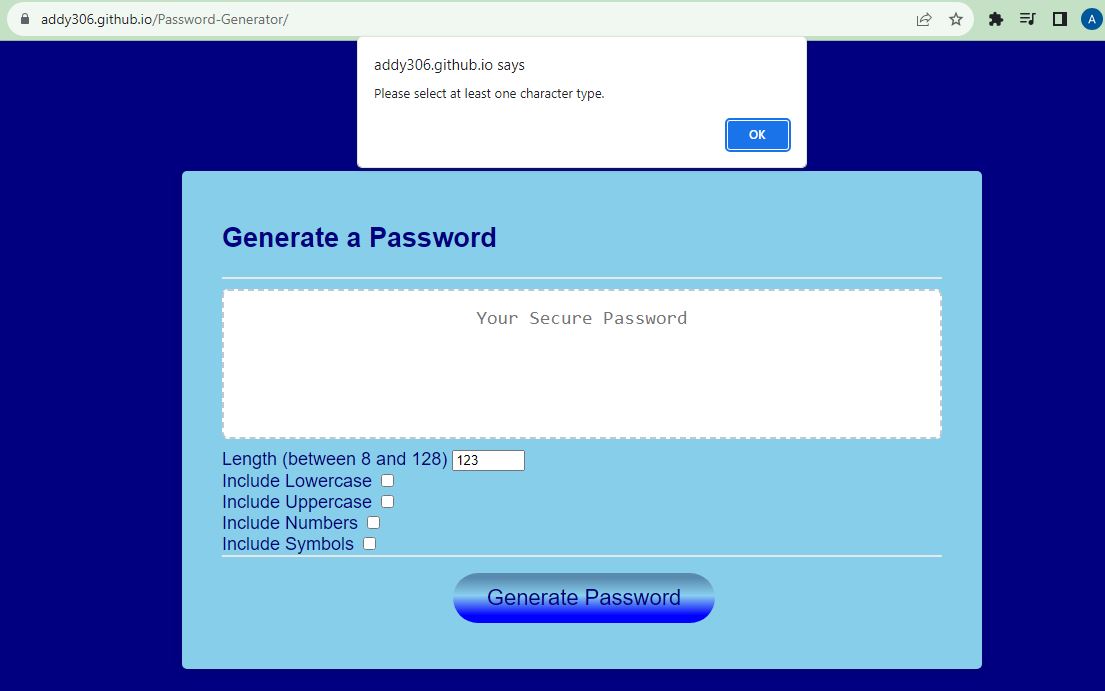 addy306.github.io/Password-Generator/
A
addy306.github.io says
Please select at least one character type.
OK
Generate a Password
Your Secure Password
Length (between 8 and 128) 123
Include Lowercase
Include Uppercase
Include Numbers
Include Symbols
Generate Password